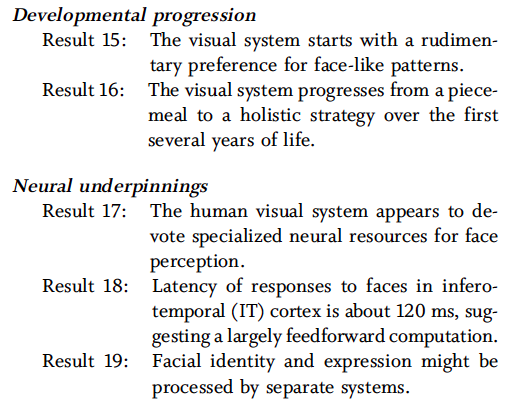 Developmental progression
Result 15: The visual system starts with a rudimen-
tary preference for face-like patterns.
Result 16: The visual system progresses from a piece-
meal to a holistic strategy over the first
several years of life.
Neural underpinnings
Result 17: The human visual system appears to de-
vote specialized neural resources for face
perception.
Result 18: Latency of responses to faces in infero-
temporal (IT) cortex is about 120 ms, sug-
gesting a largely feedforward computation.
Result 19: Facial identity and expression might be
processed by separate systems.